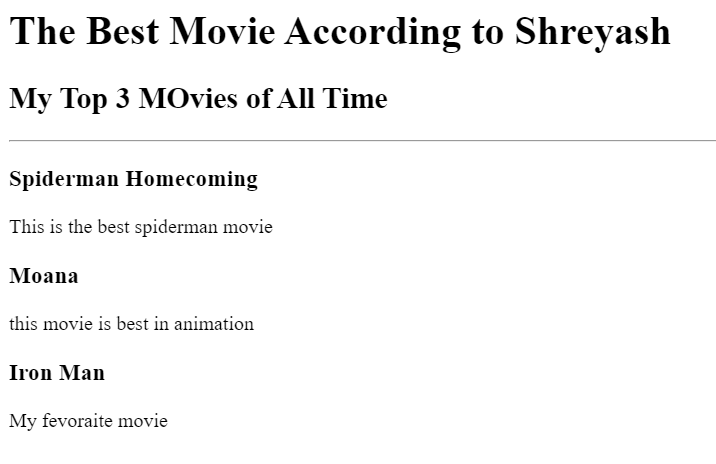 The Best Movie According to Shreyash
My Top 3 MOvies of All Time
Spiderman Homecoming
This is the best spiderman movie
Moana
this movie is best in animation
Iron Man
My fevoraite movie